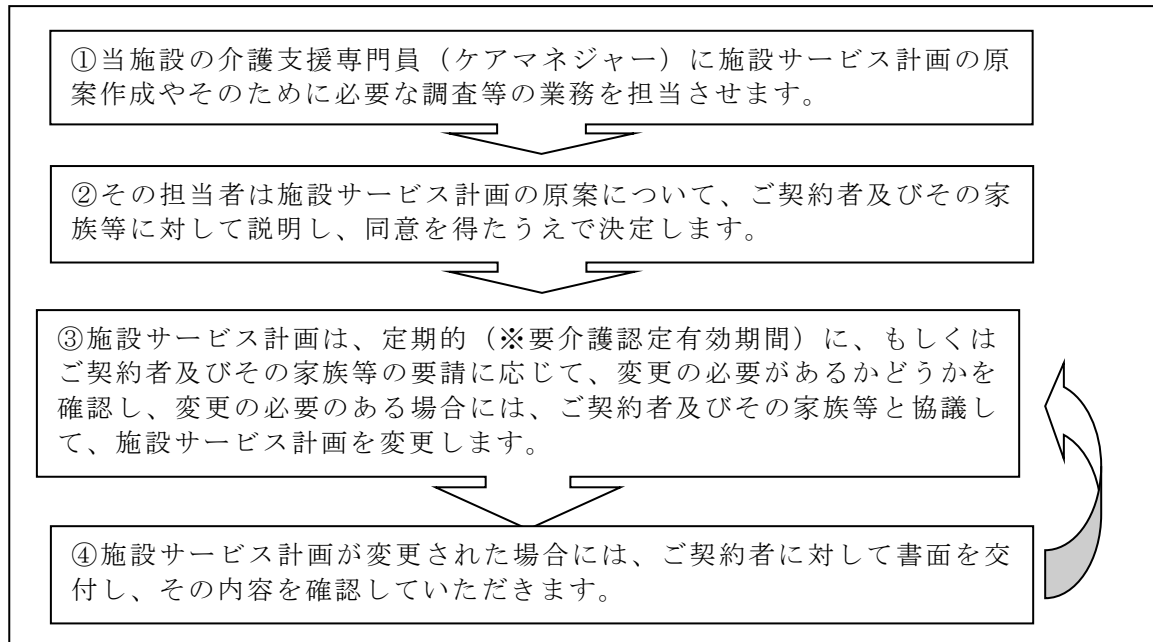 ①当施設の介護支援専門員（ケアマネジャー）に施設サービス計画の原
案作成やそのために必要な調査等の業務を担当させます。
②その担当者は施設サービス計画の原案について、ご契約者及びその家
族等に対して説明し、同意を得たうえで決定します。
③施設サービス計画は、定期的（※要介護認定有効期間）に、もしくは
ご契約者及びその家族等の要請に応じて、変更の必要があるかどうかを
確認し、変更の必要のある場合には、ご契約者及びその家族等と協議し
て、施設サービス計画を変更します。
④施設サービス計画が変更された場合には、ご契約者に対して書面を交
付し、その内容を確認していただきます。